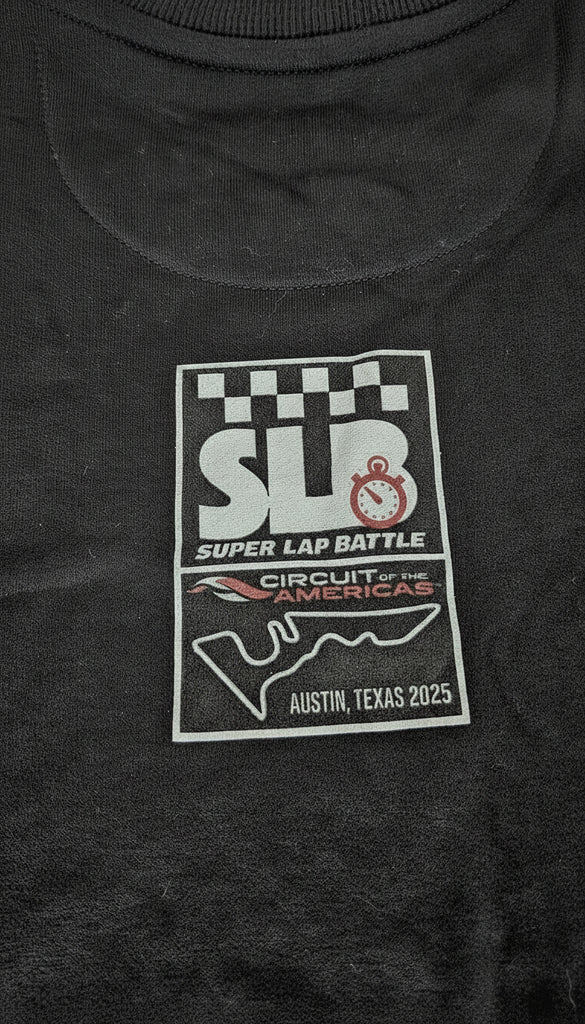 SLB
SUPER LAP BATTLE
CIRCUIT OF THE
AMERICAS
AUSTIN, TEXAS 2025